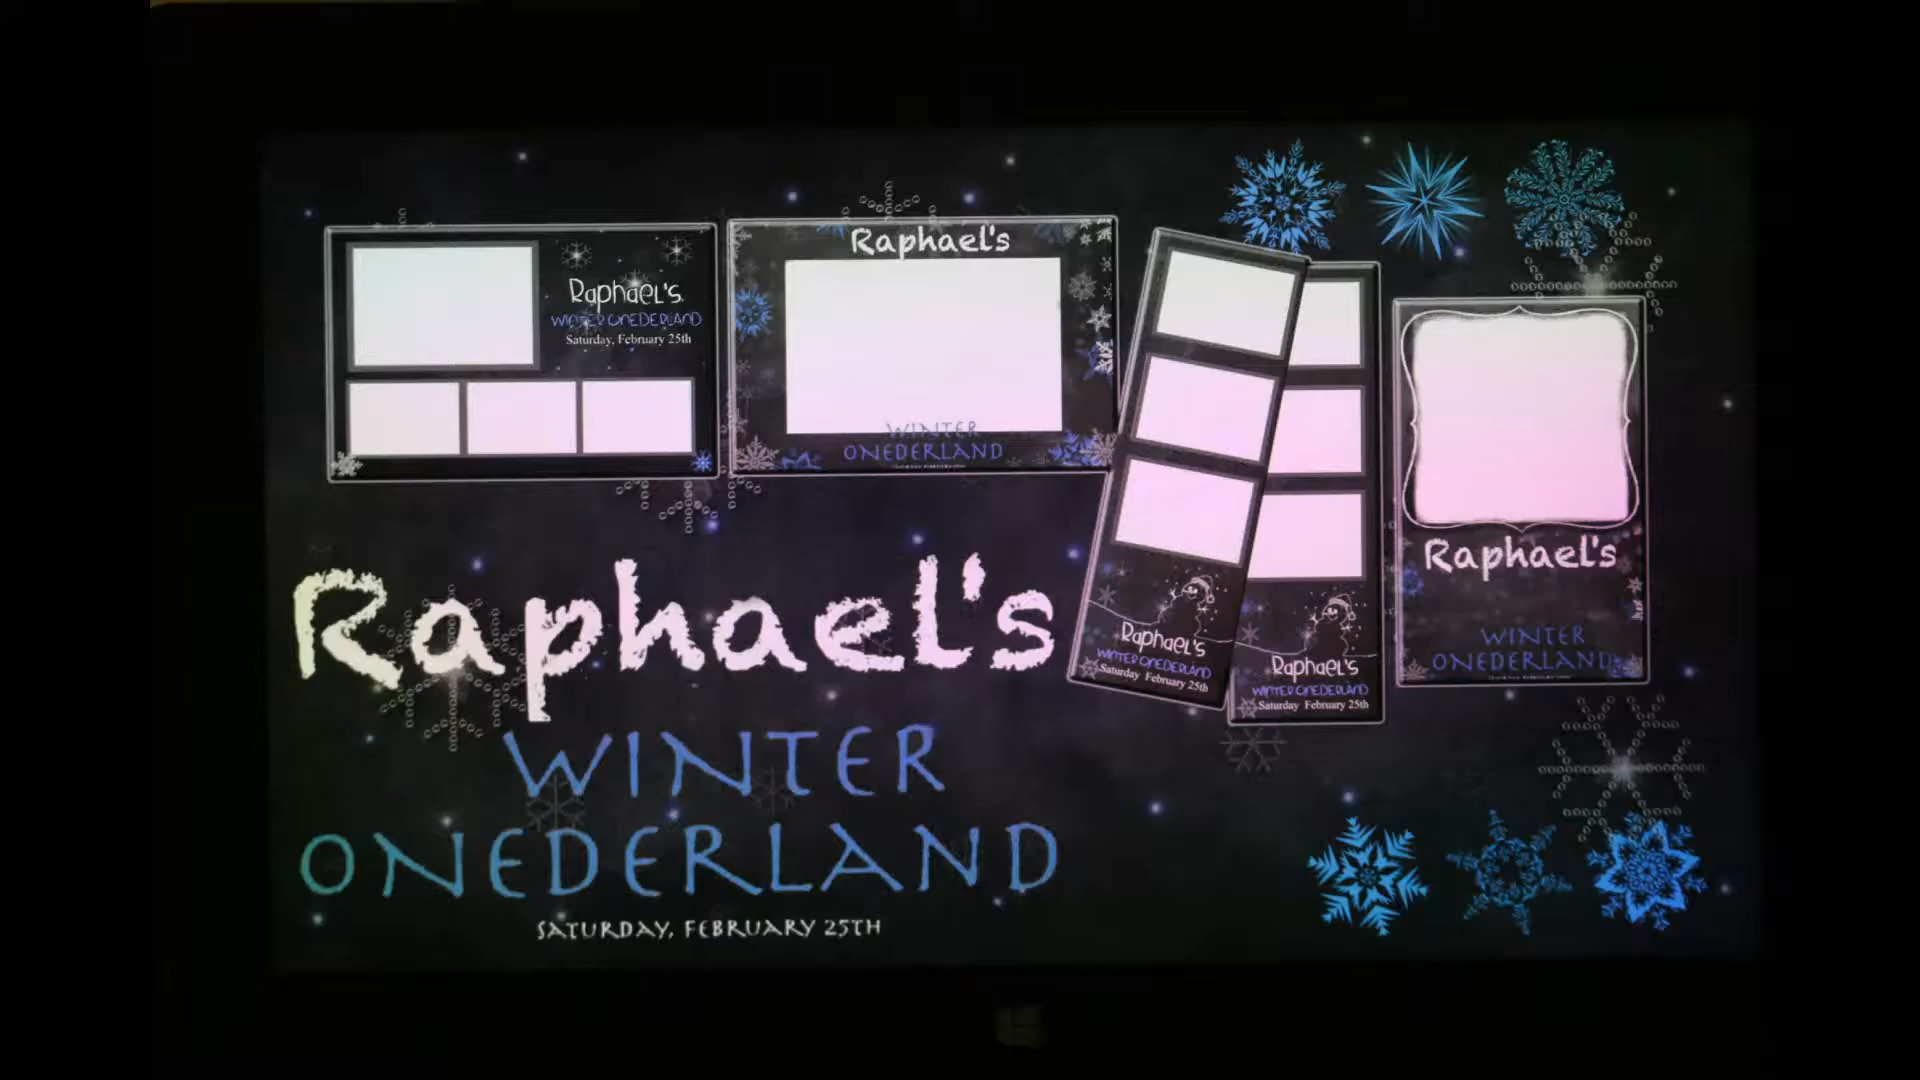 Raphael's
WINTER ONEDERLAND
Saturday, February 25th
Raphael's
WINTER
ONEDERLAND
Raphael's
WINTER ONEDERLAND
Saturday February 25th
Raphael's
WINTER ONEDERLAND
Saturday February 25th
Raphael's
WINTER
ONEDERLAND
Raphael's
WINTER
ONEDERLAND
SATURDAY, FEBRUARY 25TH